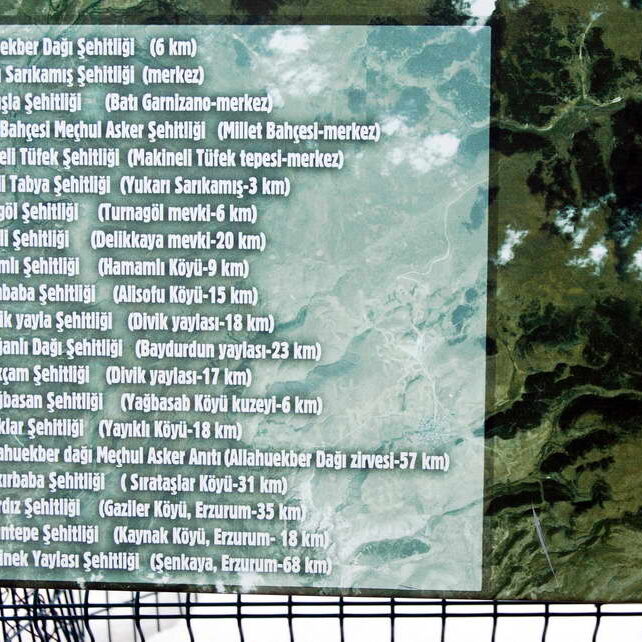 ekber Dağı Şehitliği (6 km)
ı Sarıkamış Şehitliği (merkez)
aşla Şehitliği (Batı Garnizano-merkez)
Bahçesi Meçhul Asker Şehitliği (Millet Bahçesi-merkez)
eli Tüfek Şehitliği (Makineli Tüfek tepesi-merkez)
il Tabya Şehitliği (Yukarı Sarıkamış-3 km)
göl Şehitliği (Turnagöl mevki-6 km)
li Şehitliği (Delikkaya mevki-20 km)
mlı Şehitliği (Hamamlı Köyü-9 km)
baba Şehitliği (Alisofu Köyü-15 km)
ik yayla Şehitliği (Divik yaylası-18 km)
ğanlı Dağı Şehitliği (Baydurdun yaylası-23 km)
çam Şehitliği (Divik yaylası-17 km)
ğbasan Şehitliği (Yağbasab Köyü kuzeyi-6 km)
klar Şehitliği (Yayıklı Köyü-18 km)
ahuekber dağı Meçhul Asker Anıtı (Allahuekber Dağı zirvesi-57 km)
kırbaba Şehitliği ( Sırataşlar Köyü-31 km)
rdız Şehitliği (Gaziler Köyü, Erzurum-35 km)
ntepe Şehitliği (Kaynak Köyü, Erzurum- 18 km)
inek Yaylası Şehitliği (Şenkaya, Erzurum-68 km)